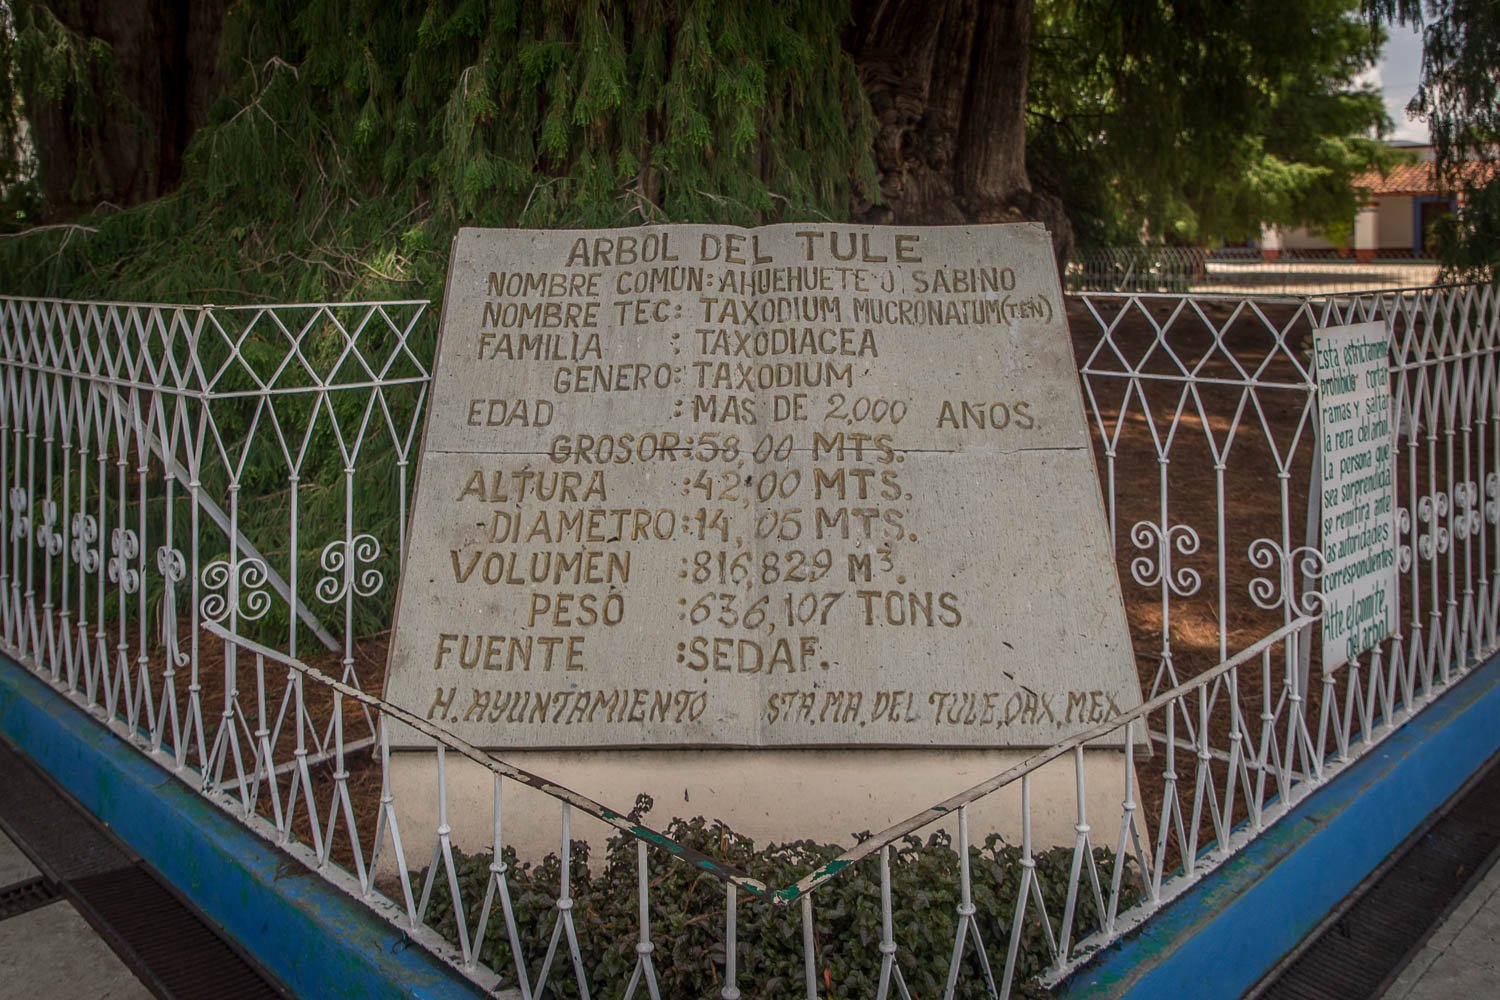 ARBOL DEL TULE
NOMBRE COMUN: AHUEHUETE O SABINO
NOMBRE TEC: TAXODIUM MUCRONATUM (TEN)
FAMILIA : TAXODIACEA
GENERO: TAXODIUM
EDAD : MAS DE 2,000 AÑOS.
GROSOR: 58,00 MTS.
ALTURA : 42,00 MTS.
DIAMETRO: 14,05 MTS.
VOLUMEN : 816,829 M³.
PESO : 636,107 TONS
FUENTE : SEDAF.
H. AYUNTAMIENTO STA. MA. DEL TULE, OAX, MEX
Está estrictamente
prohibido cortar
ramas y saltar
la reja del arbol,
La persona que
sea sorprendida
se remitira ante
las autoridades
correspondientes
Atte. el comité
del arbol